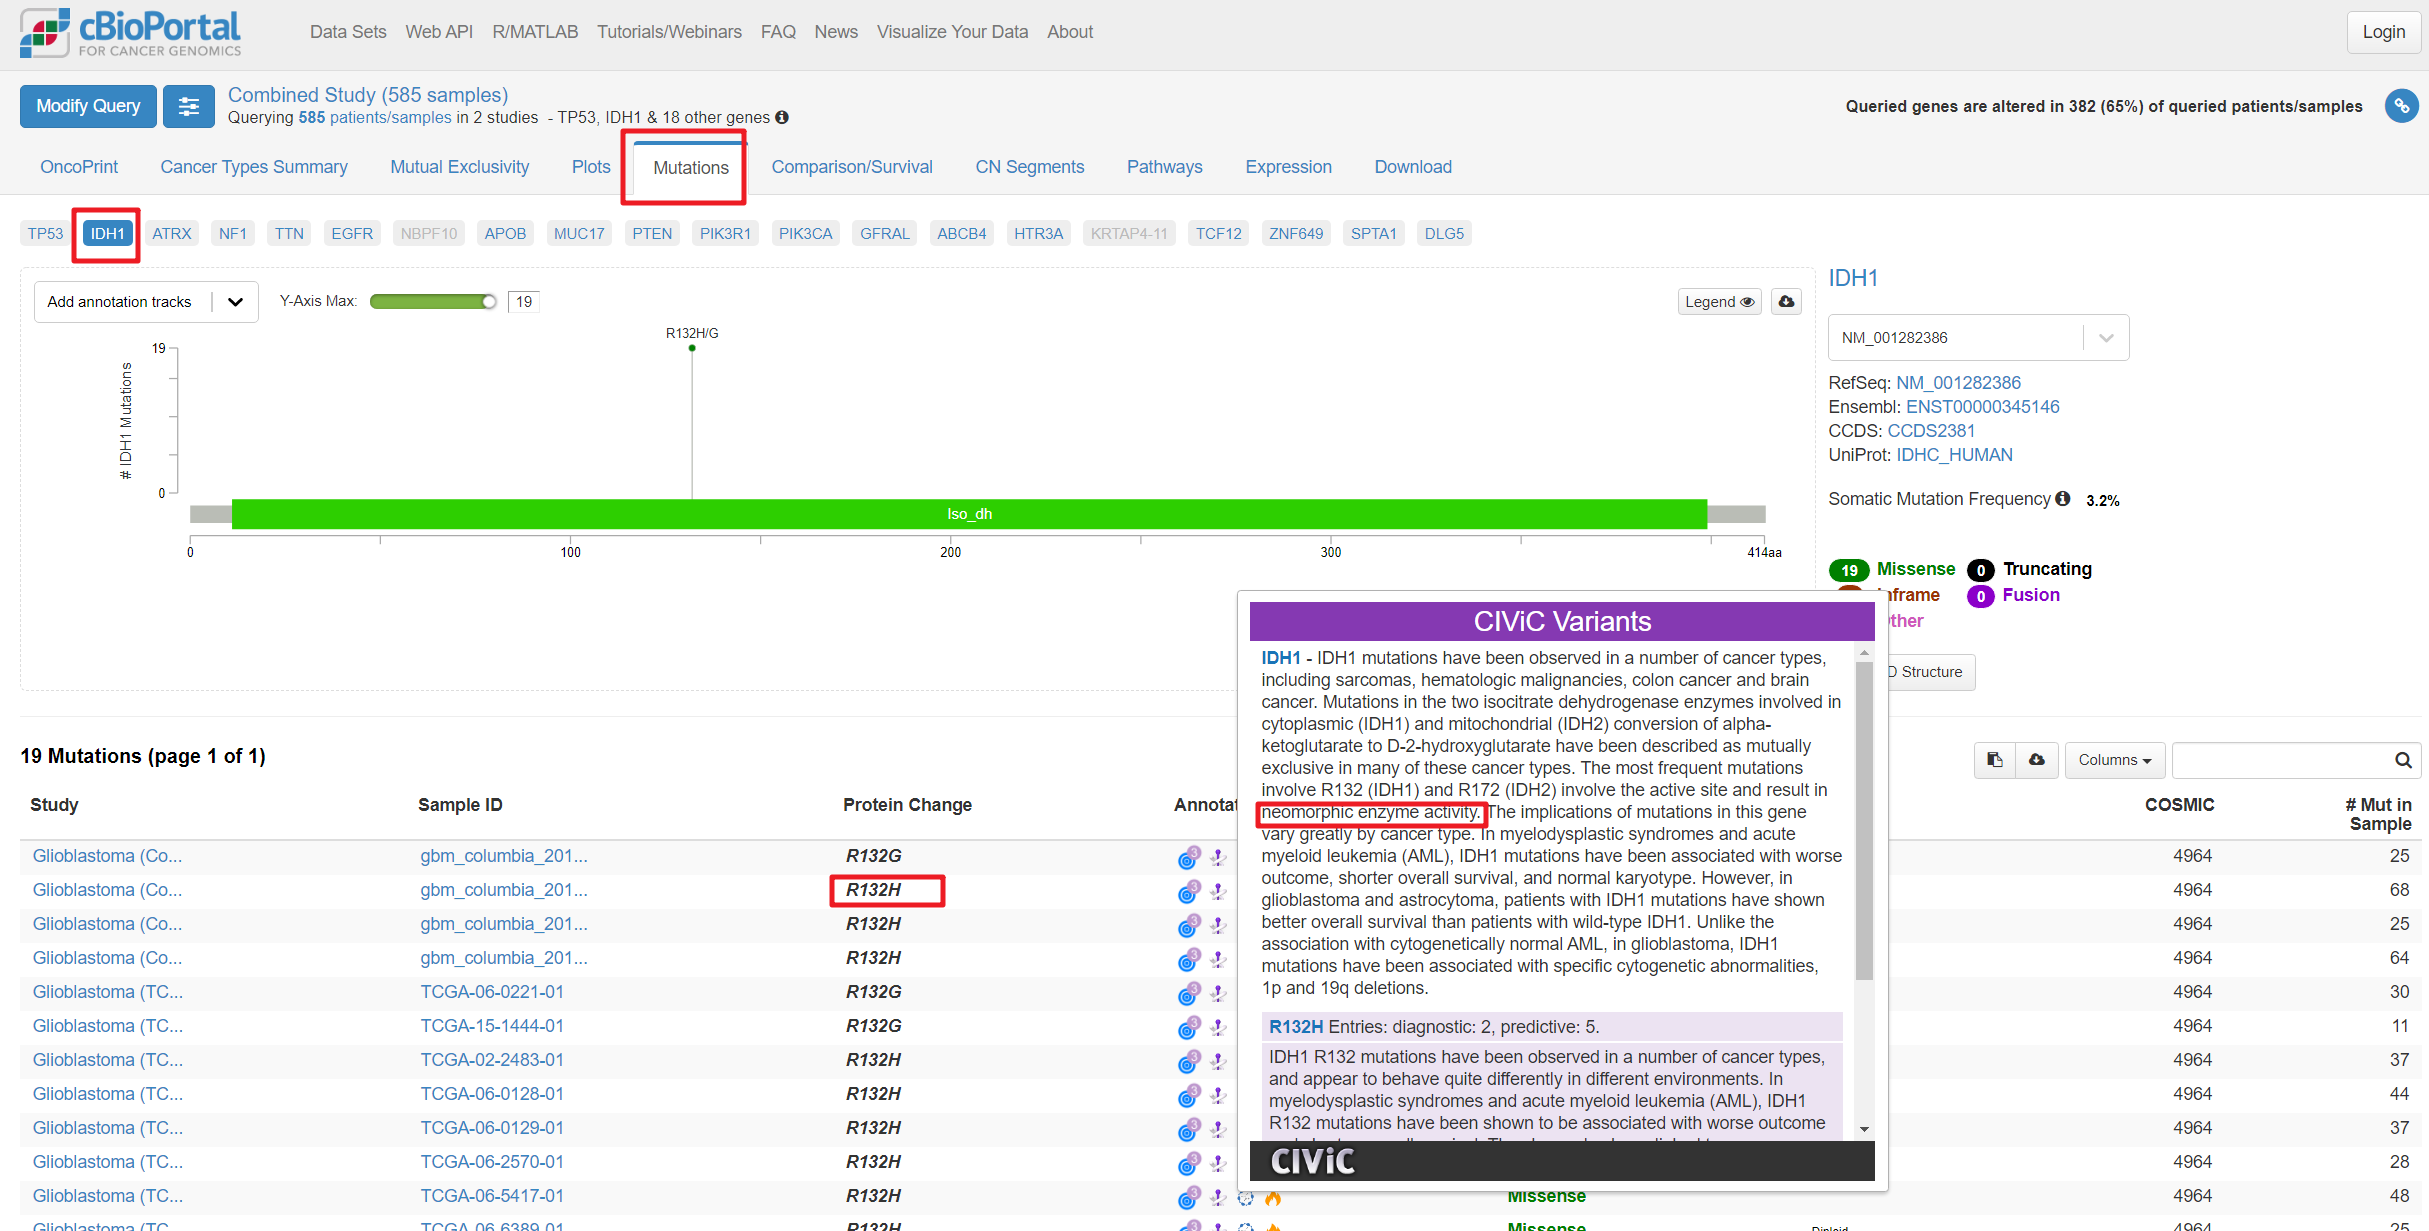 cBioPortal
FOR CANCER GENOMICS
Data Sets Web API R/MATLAB Tutorials/Webinars FAQ News Visualize Your Data About
Login
Modify Query
Combined Study (585 samples)
Querying 585 patients/samples in 2 studies - TP53, IDH1 & 18 other genes
Queried genes are altered in 382 (65%) of queried patients/samples
OncoPrint Cancer Types Summary Mutual Exclusivity Plots Mutations Comparison/Survival CN Segments Pathways Expression Download
TP53 IDH1 ATRX NF1 TTN EGFR NBPF10 APOB MUC17 PTEN PIK3R1 PIK3CA GFRAL ABCB4 HTR3A KRTAP4-11 TCF12 ZNF649 SPTA1 DLG5
Add annotation tracks
Y-Axis Max: 19
Legend
R132H/G
19
# IDH1 Mutations
0
Iso_dh
0 100 200 300 414aa
IDH1
NM_001282386
RefSeq: NM_001282386
Ensembl: ENST00000345146
CCDS: CCDS2381
UniProt: IDHC_HUMAN
Somatic Mutation Frequency 3.2%
19 Missense 0 Truncating
nframe 0 Fusion
ther
D Structure
CIViC Variants
IDH1 - IDH1 mutations have been observed in a number of cancer types,
including sarcomas, hematologic malignancies, colon cancer and brain
cancer. Mutations in the two isocitrate dehydrogenase enzymes involved in
cytoplasmic (IDH1) and mitochondrial (IDH2) conversion of alpha-
ketoglutarate to D-2-hydroxyglutarate have been described as mutually
exclusive in many of these cancer types. The most frequent mutations
involve R132 (IDH1) and R172 (IDH2) involve the active site and result in
neomorphic enzyme activity. The implications of mutations in this gene
vary greatly by cancer type. In myelodysplastic syndromes and acute
myeloid leukemia (AML), IDH1 mutations have been associated with worse
outcome, shorter overall survival, and normal karyotype. However, in
glioblastoma and astrocytoma, patients with IDH1 mutations have shown
better overall survival than patients with wild-type IDH1. Unlike the
association with cytogenetically normal AML, in glioblastoma, IDH1
mutations have been associated with specific cytogenetic abnormalities,
1p and 19q deletions.
R132H Entries: diagnostic: 2, predictive: 5.
IDH1 R132 mutations have been observed in a number of cancer types,
and appear to behave quite differently in different environments. In
myelodysplastic syndromes and acute myeloid leukemia (AML), IDH1
R132 mutations have been shown to be associated with worse outcome
CIViC
19 Mutations (page 1 of 1)
Columns
Study Sample ID Protein Change Annotat COSMIC # Mut in
Sample
Glioblastoma (Co... gbm_columbia_201... R132G 3 4964 25
Glioblastoma (Co... gbm_columbia_201... R132H 3 4964 68
Glioblastoma (Co... gbm_columbia_201... R132H 3 4964 25
Glioblastoma (Co... gbm_columbia_201... R132H 3 4964 64
Glioblastoma (TC... TCGA-06-0221-01 R132G 3 4964 30
Glioblastoma (TC... TCGA-15-1444-01 R132G 3 4964 11
Glioblastoma (TC... TCGA-02-2483-01 R132H 3 4964 37
Glioblastoma (TC... TCGA-06-0128-01 R132H 3 4964 44
Glioblastoma (TC... TCGA-06-0129-01 R132H 3 4964 37
Glioblastoma (TC... TCGA-06-2570-01 R132H 3 4964 28
Glioblastoma (TC... TCGA-06-5417-01 R132H 3 Missense 4964 48
Glioblastoma (TC... TCGA-06-6389-01 R132H 3 Missense Diploid 4964 25